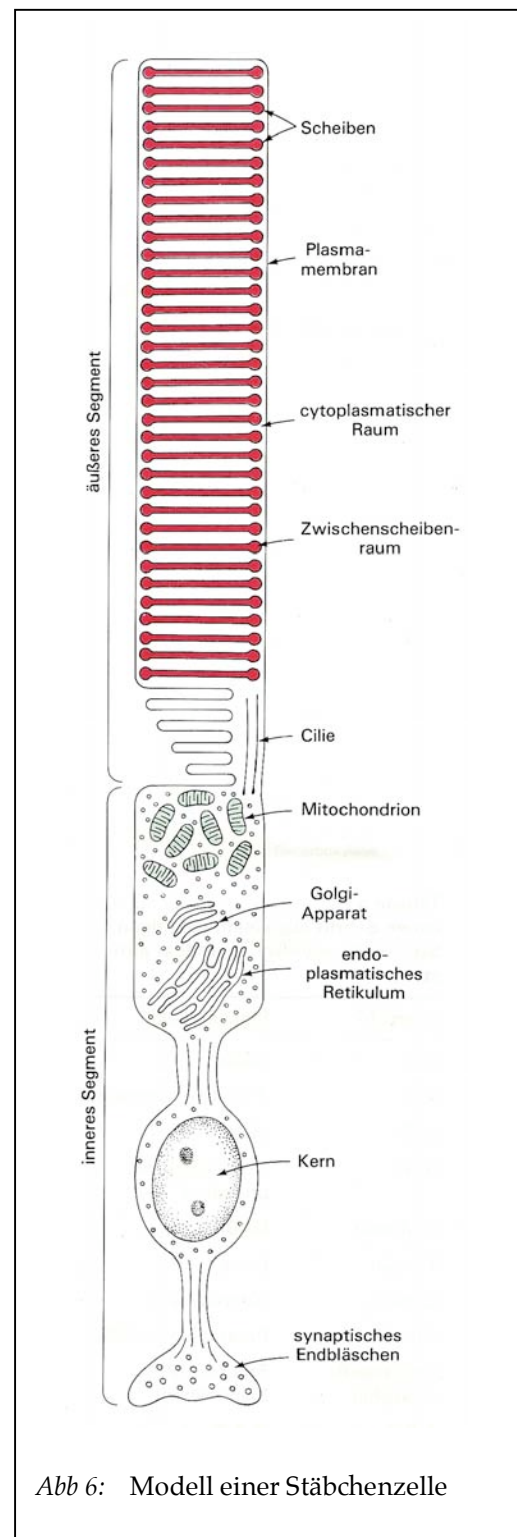 Scheiben
Plasma-
membran
äußeres Segment
cytoplasmatischer
Raum
Zwischenscheiben-
raum
Cilie
Mitochondrion
Golgi-
Apparat
endo-
plasmatisches
Retikulum
inneres Segment
Kern
synaptisches
Endbläschen
Abb 6: Modell einer Stäbchenzelle